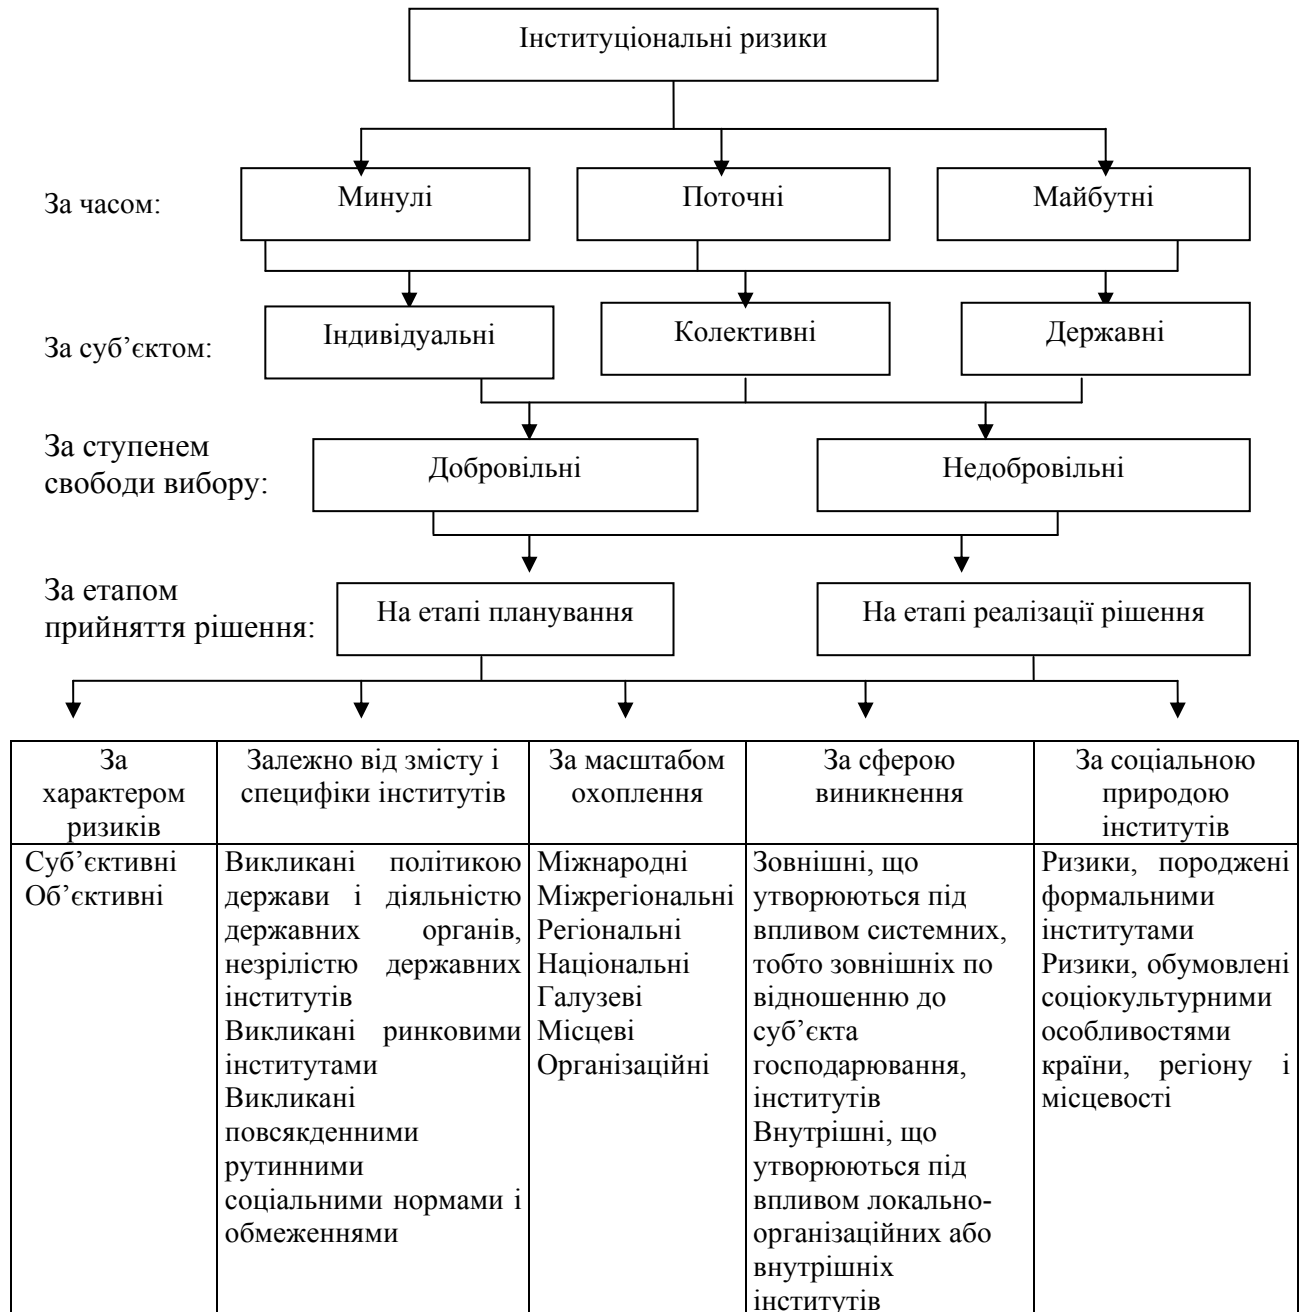 Інституціональні ризики
За часом:
Минулі
Поточні
Майбутні
За суб’єктом:
Індивідуальні
Колективні
Державні
За ступенем
свободи вибору:
Добровільні
Недобровільні
За етапом
прийняття рішення:
На етапі планування
На етапі реалізації рішення
За
характером
ризиків
Залежно від змісту і
специфіки інститутів
За масштабом
охоплення
За сферою
виникнення
За соціальною
природою
інститутів
Суб’єктивні
Об’єктивні
Викликані політикою
держави і діяльністю
державних органів,
незрілістю державних
інститутів
Викликані ринковими
інститутами
Викликані
повсякденними
рутинними
соціальними нормами і
обмеженнями
Міжнародні
Міжрегіональні
Регіональні
Національні
Галузеві
Місцеві
Організаційні
Зовнішні, що
утворюються під
впливом системних,
тобто зовнішніх по
відношенню до
суб’єкта
господарювання,
інститутів
Внутрішні, що
утворюються під
впливом локально-
організаційних або
внутрішніх
інститутів
Ризики, породжені
формальними
інститутами
Ризики, обумовлені
соціокультурними
особливостями
країни, регіону і
місцевості